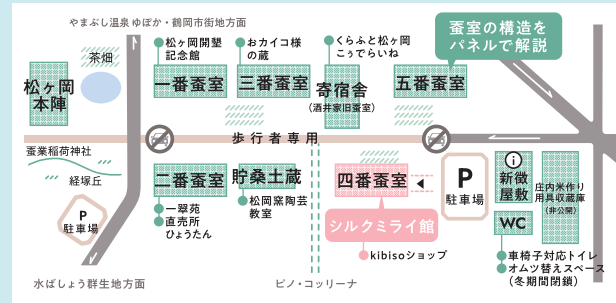 やまぶし温泉 ゆぽか・鶴岡市街地方面
茶畑
松ヶ岡
本陣
松ヶ岡開墾
記念館
おカイコ様
の蔵
くらふと松ヶ岡
こぅでらいね
蚕室の構造を
パネルで解説
一番蚕室
三番蚕室
寄宿舎
(酒井家旧蚕室)
五番蚕室
歩行者専用
蚕業稲荷神社
経塚丘
P
駐車場
二番蚕室
一翠苑
直売所
ひょうたん
貯桑土蔵
松岡窯陶芸
教室
四番蚕室
シルクミライ館
kibisoショップ
P
駐車場
i
新徴
屋敷
WC
庄内米作り
用具収蔵庫
(非公開)
車椅子対応トイレ
オムツ替えスペース
(冬期間閉鎖)
水ばしょう群生地方面
ピノ・コッリーナ